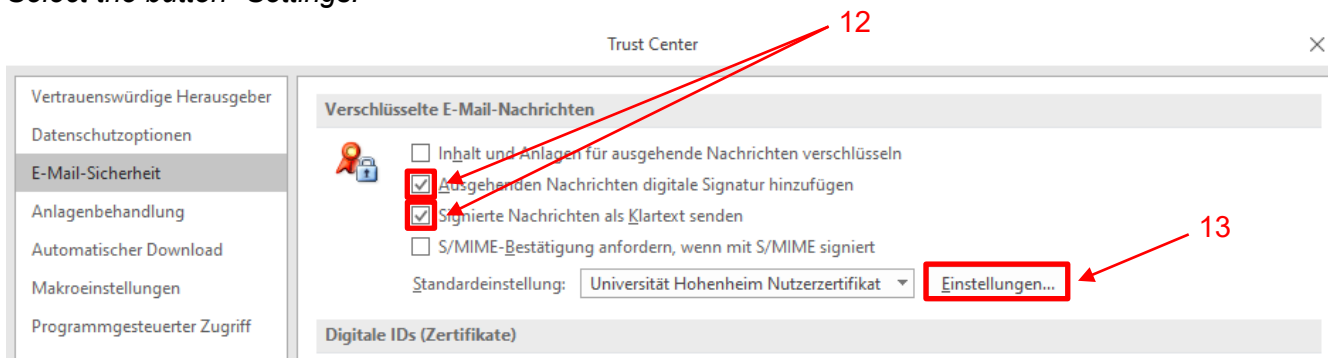 Select the button "Settings.
12
Trust Center
Vertrauenswürdige Herausgeber
Datenschutzoptionen
E-Mail-Sicherheit
Anlagenbehandlung
Automatischer Download
Makroeinstellungen
Programmgesteuerter Zugriff
Verschlüsselte E-Mail-Nachrichten
Inhalt und Anlagen für ausgehende Nachrichten verschlüsseln
Ausgehenden Nachrichten digitale Signatur hinzufügen
Signierte Nachrichten als Klartext senden
S/MIME-Bestätigung anfordern, wenn mit S/MIME signiert
13
Standardeinstellung: Universität Hohenheim Nutzerzertifikat Einstellungen...
Digitale IDs (Zertifikate)